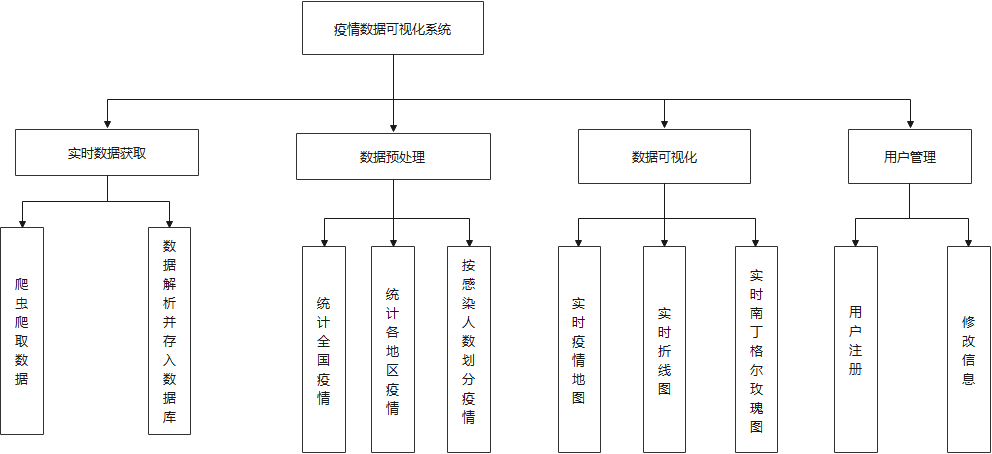 疫情数据可视化系统
实时数据获取
数据预处理
数据可视化
用户管理
爬虫爬取数据
数据解析并存入数据库
统计全国疫情
统计各地区疫情
按感染人数划分疫情
实时疫情地图
实时折线图
实时南丁格尔玫瑰图
用户注册
修改信息